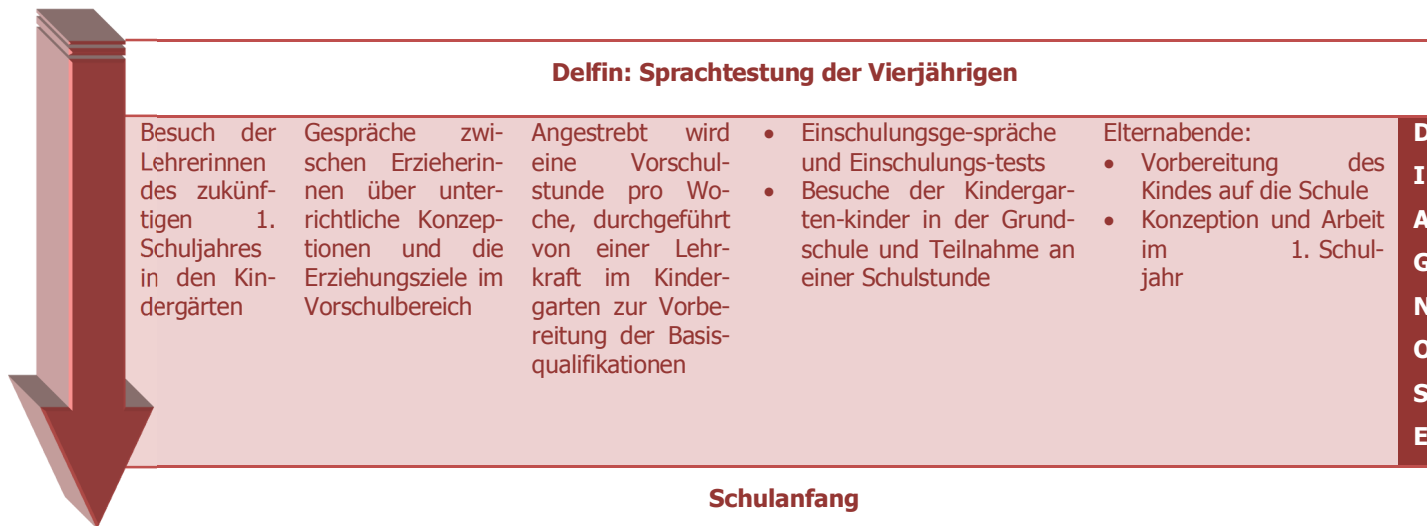 Delfin: Sprachtestung der Vierjährigen
Besuch der
Lehrerinnen
des zukünf-
tigen 1.
Schuljahres
in den Kin-
dergärten
Gespräche zwi-
schen Erzieherin-
nen über unter-
richtliche Konzep-
tionen und die
Erziehungsziele im
Vorschulbereich
Angestrebt wird
eine Vorschul-
stunde pro Wo-
che, durchgeführt
von einer Lehr-
kraft im Kinder-
garten zur Vorbe-
reitung der Basis-
qualifikationen
• Einschulungsge-spräche
und Einschulungs-tests
• Besuche der Kindergar-
ten-kinder in der Grund-
schule und Teilnahme an
einer Schulstunde
Elternabende:
• Vorbereitung des
Kindes auf die Schule
• Konzeption und Arbeit
im 1. Schul-
jahr
D
I
A
G
N
O
S
E
Schulanfang